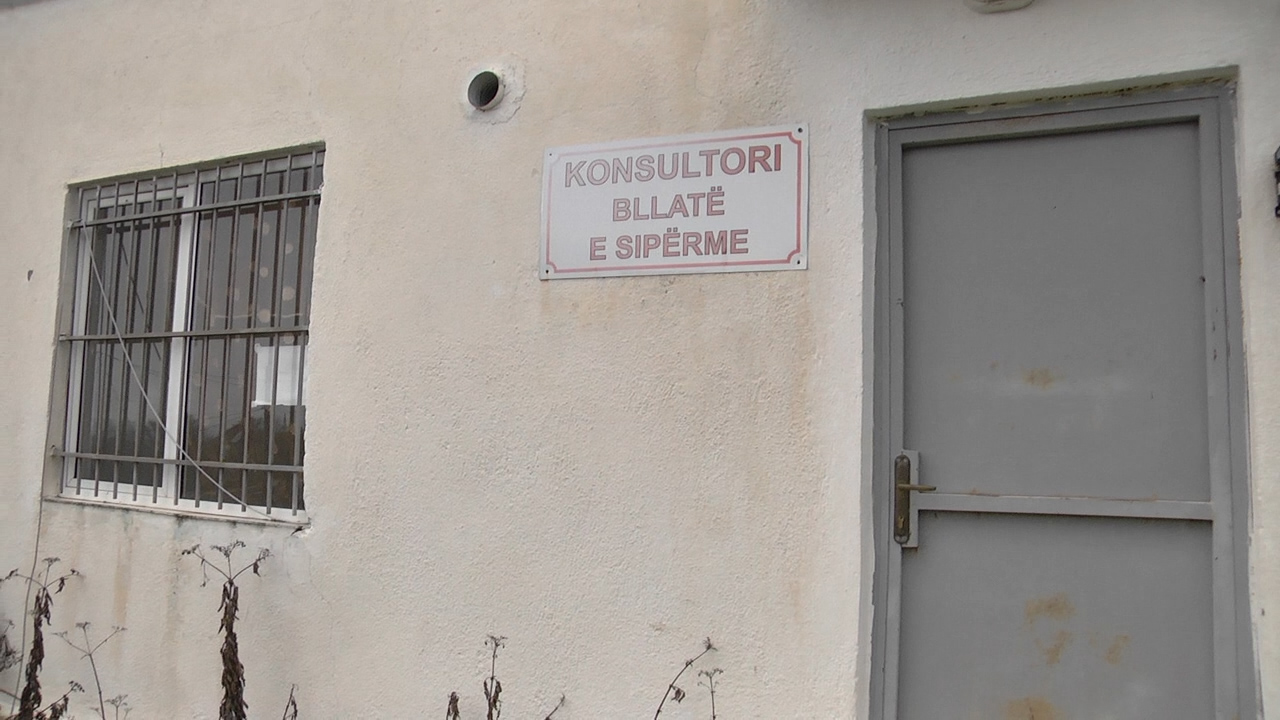 KONSULTORI
BLLATË
E SIPËRME